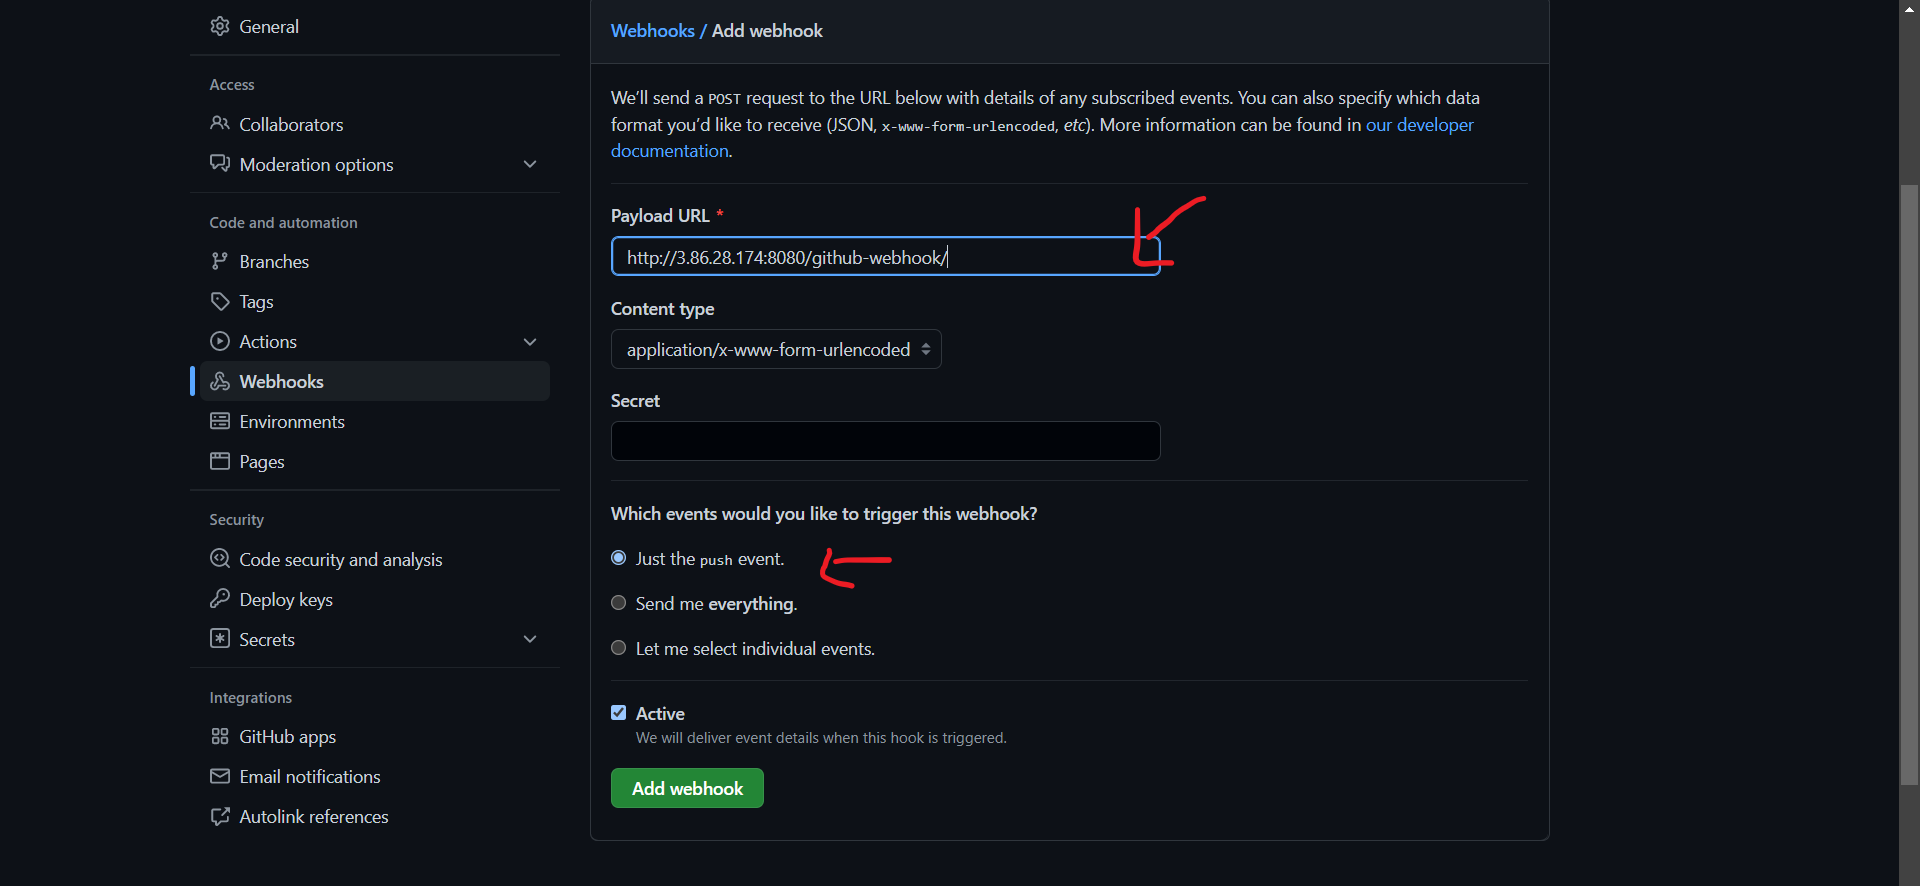 General
Access
Collaborators
Moderation options
Code and automation
Branches
Tags
Actions
Webhooks
Environments
Pages
Security
Code security and analysis
Deploy keys
Secrets
Integrations
GitHub apps
Email notifications
Autolink references
Webhooks / Add webhook
We'll send a POST request to the URL below with details of any subscribed events. You can also specify which data
format you'd like to receive (JSON, x-www-form-urlencoded, etc). More information can be found in our developer
documentation.
Payload URL *
http://3.86.28.174:8080/github-webhook/
Content type
application/x-www-form-urlencoded
Secret
Which events would you like to trigger this webhook?
Just the push event.
Send me everything.
Let me select individual events.
Active
We will deliver event details when this hook is triggered.
Add webhook